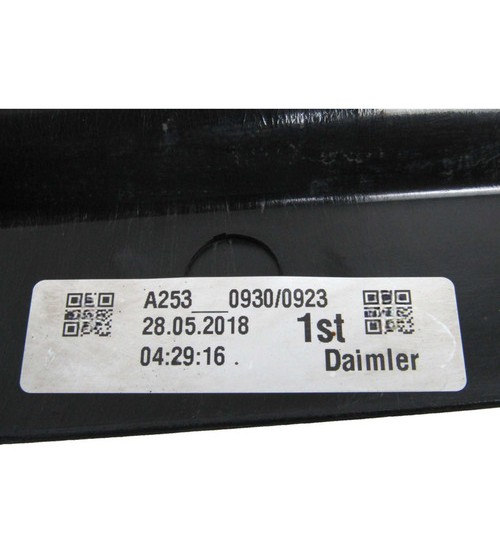 A253___0930/0923
28.05.2018 1st
04:29:16 . Daimler